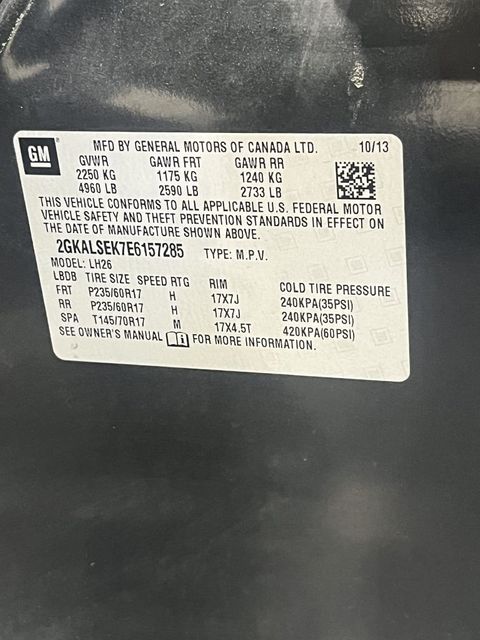 GM
MFD BY GENERAL MOTORS OF CANADA LTD. 10/13
GVWR GAWR FRT GAWR RR
2250 KG 1175 KG 1240 KG
4960 LB 2590 LB 2733 LB
THIS VEHICLE CONFORMS TO ALL APPLICABLE U.S. FEDERAL MOTOR
VEHICLE SAFETY AND THEFT PREVENTION STANDARDS IN EFFECT ON
THE DATE OF MANUFACTURE SHOWN ABOVE.
2GKALSEK7E6157285 TYPE: M.P.V.
MODEL: LH26
LBDB TIRE SIZE SPEED RTG RIM COLD TIRE PRESSURE
FRT P235/60R17 H 17X7J 240KPA(35PSI)
RR P235/60R17 H 17X7J 240KPA(35PSI)
SPA T145/70R17 M 17X4.5T 420KPA(60PSI)
SEE OWNER'S MANUAL i FOR MORE INFORMATION.